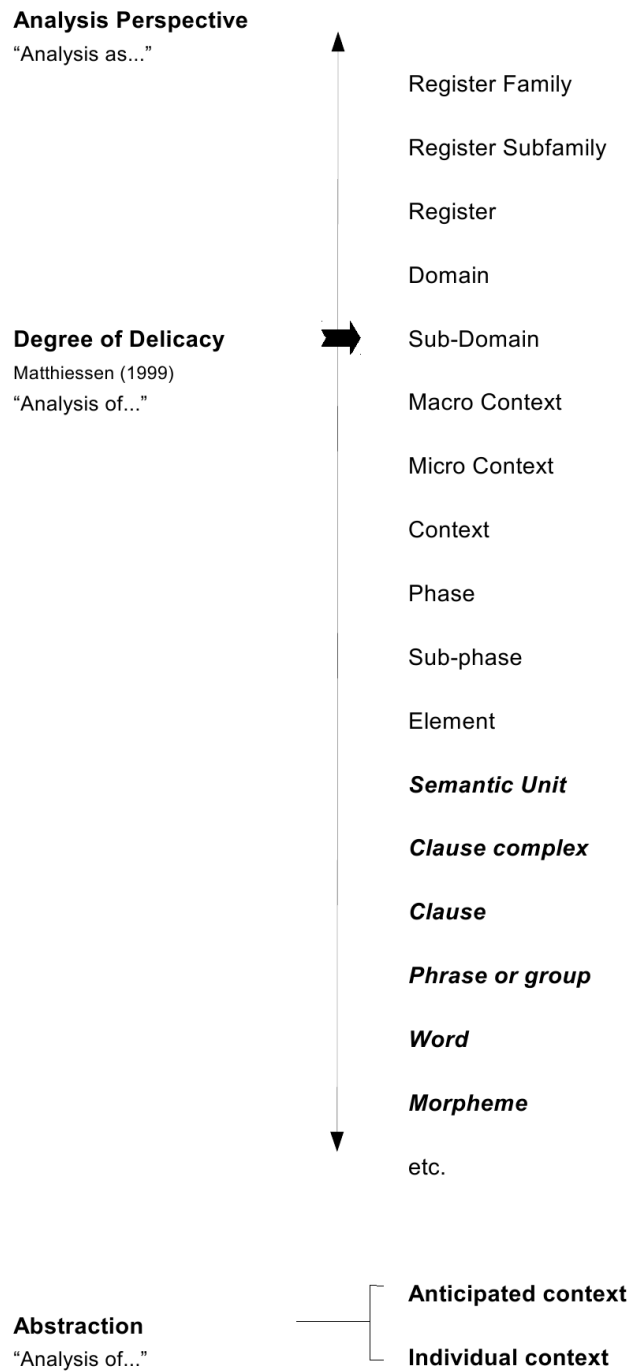 Analysis Perspective
“Analysis as...”
Register Family
Register Subfamily
Register
Domain
Degree of Delicacy
Sub-Domain
Matthiessen (1999)
“Analysis of...”
Macro Context
Micro Context
Context
Phase
Sub-phase
Element
Semantic Unit
Clause complex
Clause
Phrase or group
Word
Morpheme
etc.
Anticipated context
Abstraction
“Analysis of...”
Individual context